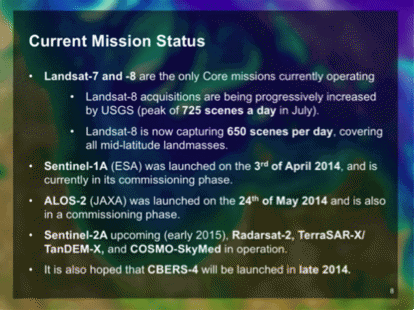 Current Mission Status
• Landsat-7 and -8 are the only Core missions currently operating
• Landsat-8 acquisitions are being progressively increased
by USGS (peak of 725 scenes a day in July).
• Landsat-8 is now capturing 650 scenes per day, covering
all mid-latitude landmasses.
• Sentinel-1A (ESA) was launched on the 3rd of April 2014, and is
currently in its commissioning phase.
• ALOS-2 (JAXA) was launched on the 24th of May 2014 and is also
in a commissioning phase.
• Sentinel-2A upcoming (early 2015), Radarsat-2, TerraSAR-X/
TanDEM-X, and COSMO-SkyMed in operation.
• It is also hoped that CBERS-4 will be launched in late 2014.
8